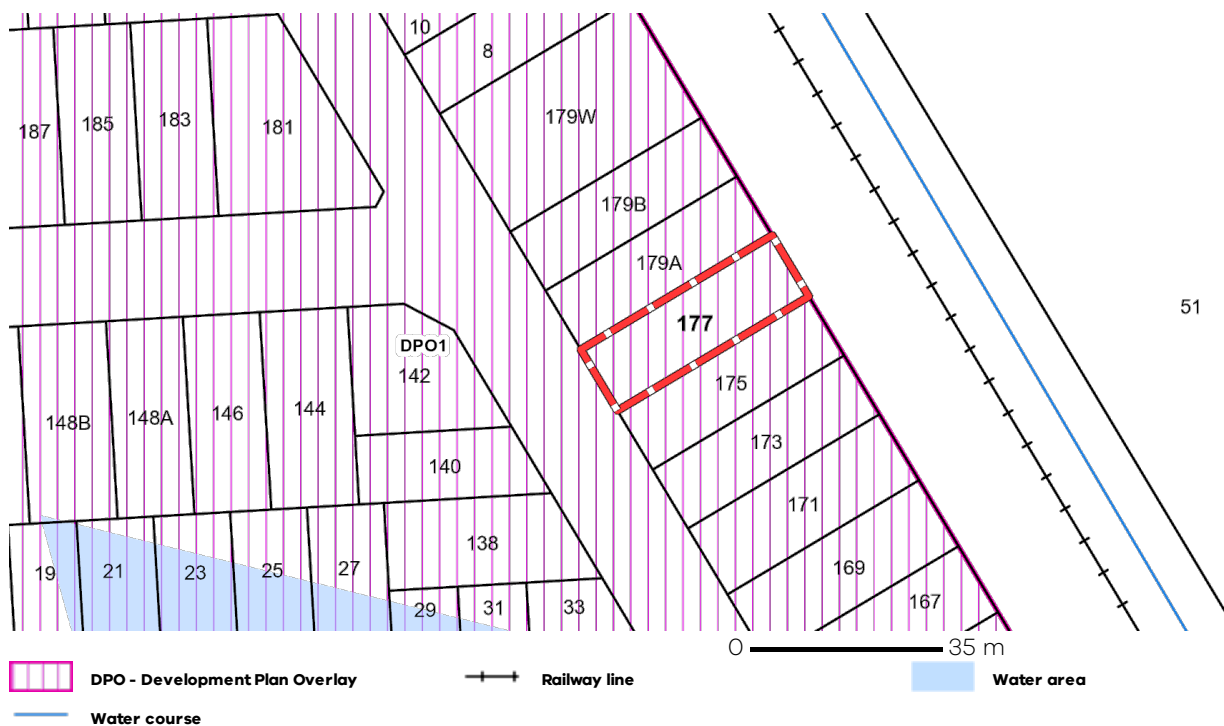 10
8
179W
187
185
183
181
179B
179A
51
177
DPO1
142
175
148B
148A
146
144
140
173
171
138
19
21
23
25
27
169
29
31
33
167
0 35 m
DPO - Development Plan Overlay
Railway line
Water area
Water course